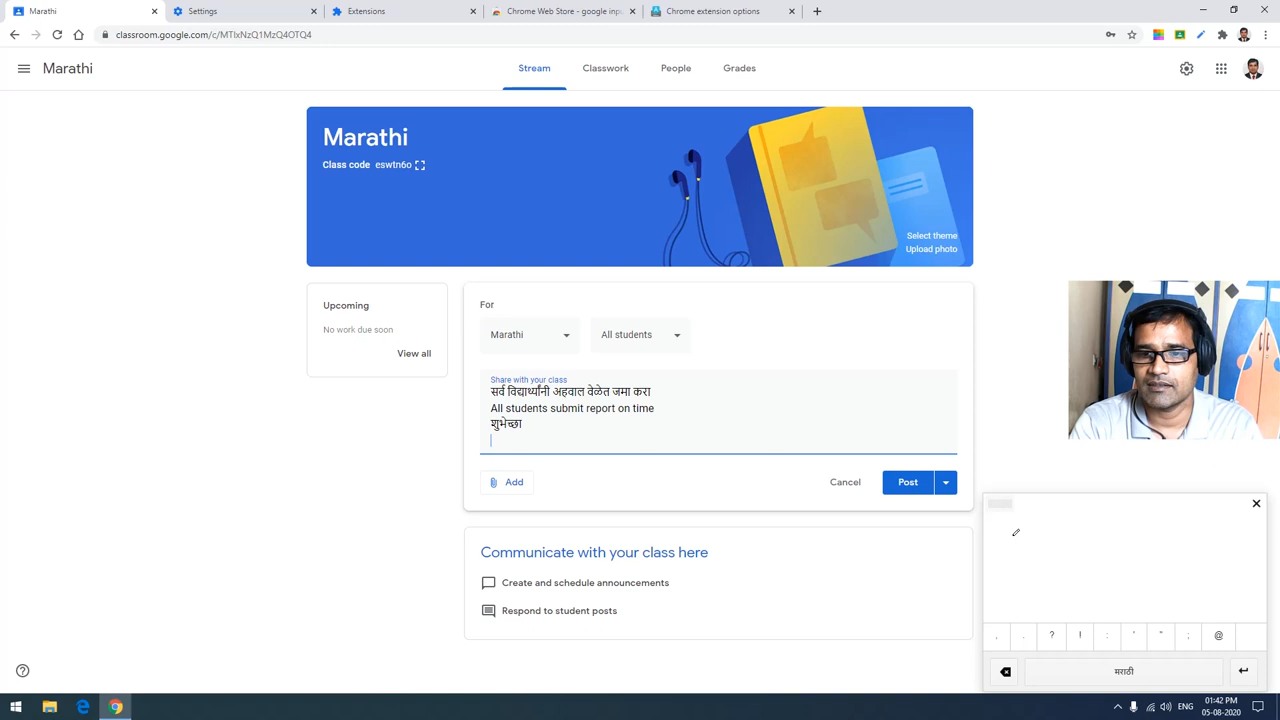 Marathi
Settings
Extensions
Chrome Web Store - google inpu
Chrome extension options
classroom.google.com/c/MTIxNzQ1MzQ4OTQ4
Marathi
Stream
Classwork
People
Grades
Marathi
Class code eswtn6o
Select theme
Upload photo
Upcoming
No work due soon
View all
For
Marathi
All students
Share with your class
सर्व विद्यार्थ्यांनी अहवाल वेळेत जमा करा
All students submit report on time
शुभेच्छा
Add
Cancel
Post
Communicate with your class here
Create and schedule announcements
Respond to student posts
, . ? ! : ' " ; @
मराठी
ENG
01:42 PM
05-08-2020